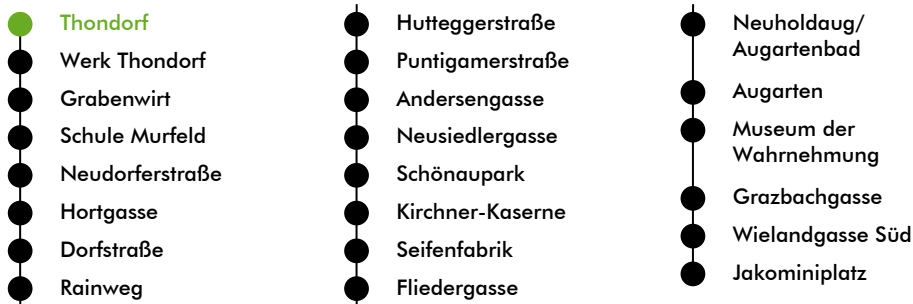 Thondorf
Werk Thondorf
Grabenwirt
Schule Murfeld
Neudorferstraße
Hortgasse
Dorfstraße
Rainweg
Hutteggerstraße
Puntigamerstraße
Andersengasse
Neusiedlergasse
Schönaupark
Kirchner-Kaserne
Seifenfabrik
Fliedergasse
Neuholdaug/
Augartenbad
Augarten
Museum der
Wahrnehmung
Grazbachgasse
Wielandgasse Süd
Jakominiplatz